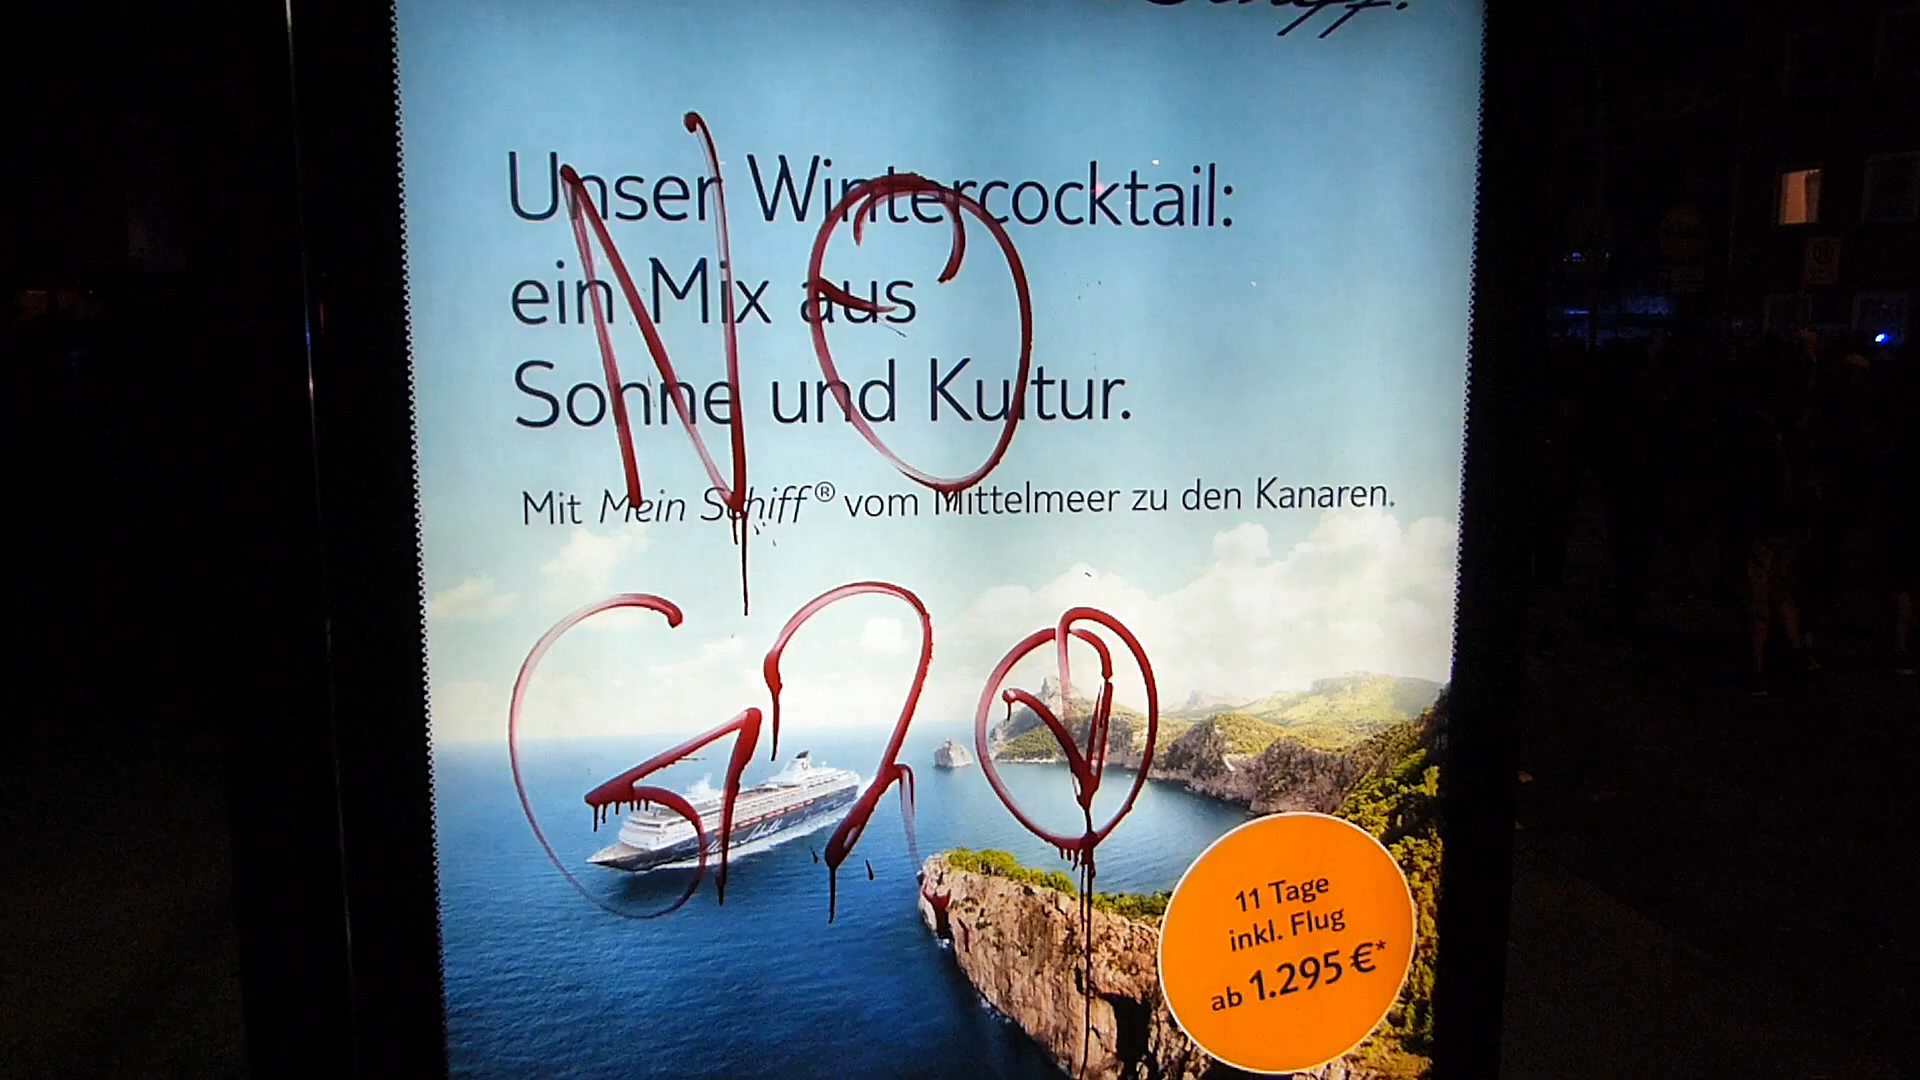 Schiff.
Unser Wintercocktail:
ein Mix aus
Sonne und Kultur.
Mit Mein Schiff® vom Mittelmeer zu den Kanaren.
NO
G20
11 Tage
inkl. Flug
ab 1.295 €*